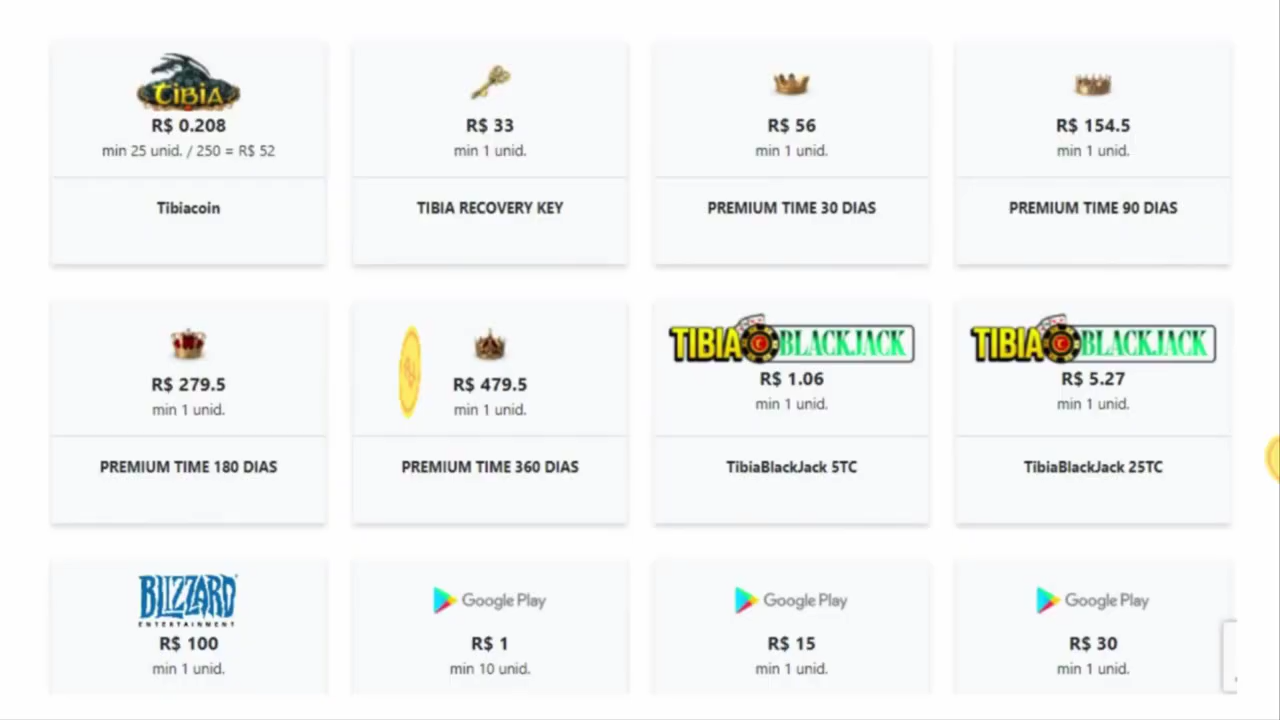 TIBIA
R$ 0.208
min 25 unid. / 250 = R$ 52
Tibiacoin
R$ 33
min 1 unid.
TIBIA RECOVERY KEY
R$ 56
min 1 unid.
PREMIUM TIME 30 DIAS
R$ 154.5
min 1 unid.
PREMIUM TIME 90 DIAS
R$ 279.5
min 1 unid.
PREMIUM TIME 180 DIAS
R$ 479.5
min 1 unid.
PREMIUM TIME 360 DIAS
TIBIA BLACKJACK
R$ 1.06
min 1 unid.
TibiaBlackJack 5TC
TIBIA BLACKJACK
R$ 5.27
min 1 unid.
TibiaBlackJack 25TC
BLIZZARD
ENTERTAINMENT
R$ 100
min 1 unid.
Google Play
R$ 1
min 10 unid.
Google Play
R$ 15
min 1 unid.
Google Play
R$ 30
min 1 unid.